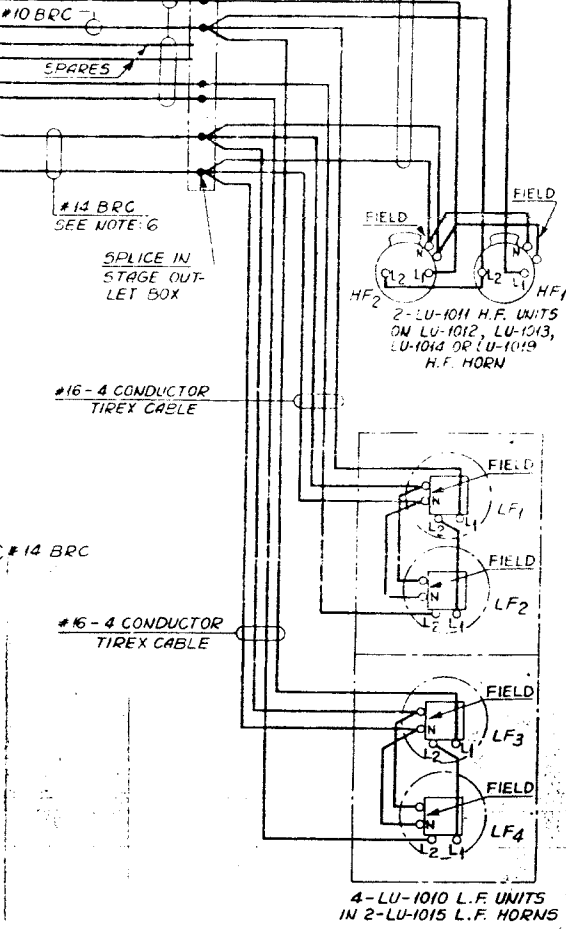 #10 BRC
SPARES
#14 BRC
SEE NOTE: 6
SPLICE IN
STAGE OUT-
LET BOX
FIELD
FIELD
N
N
L2
L1
L2
L1
HF2
HF1
2-LU-1011 H.F. UNITS
ON LU-1012, LU-1013,
LU-1014 OR LU-1019
H.F. HORN
#16-4 CONDUCTOR
TIREX CABLE
FIELD
N
LF1
L2
L1
#14 BRC
FIELD
N
LF2
L2
L1
#16-4 CONDUCTOR
TIREX CABLE
FIELD
N
LF3
L2
L1
FIELD
N
LF4
L2
L1
4-LU-1010 L.F. UNITS
IN 2-LU-1015 L.F. HORNS